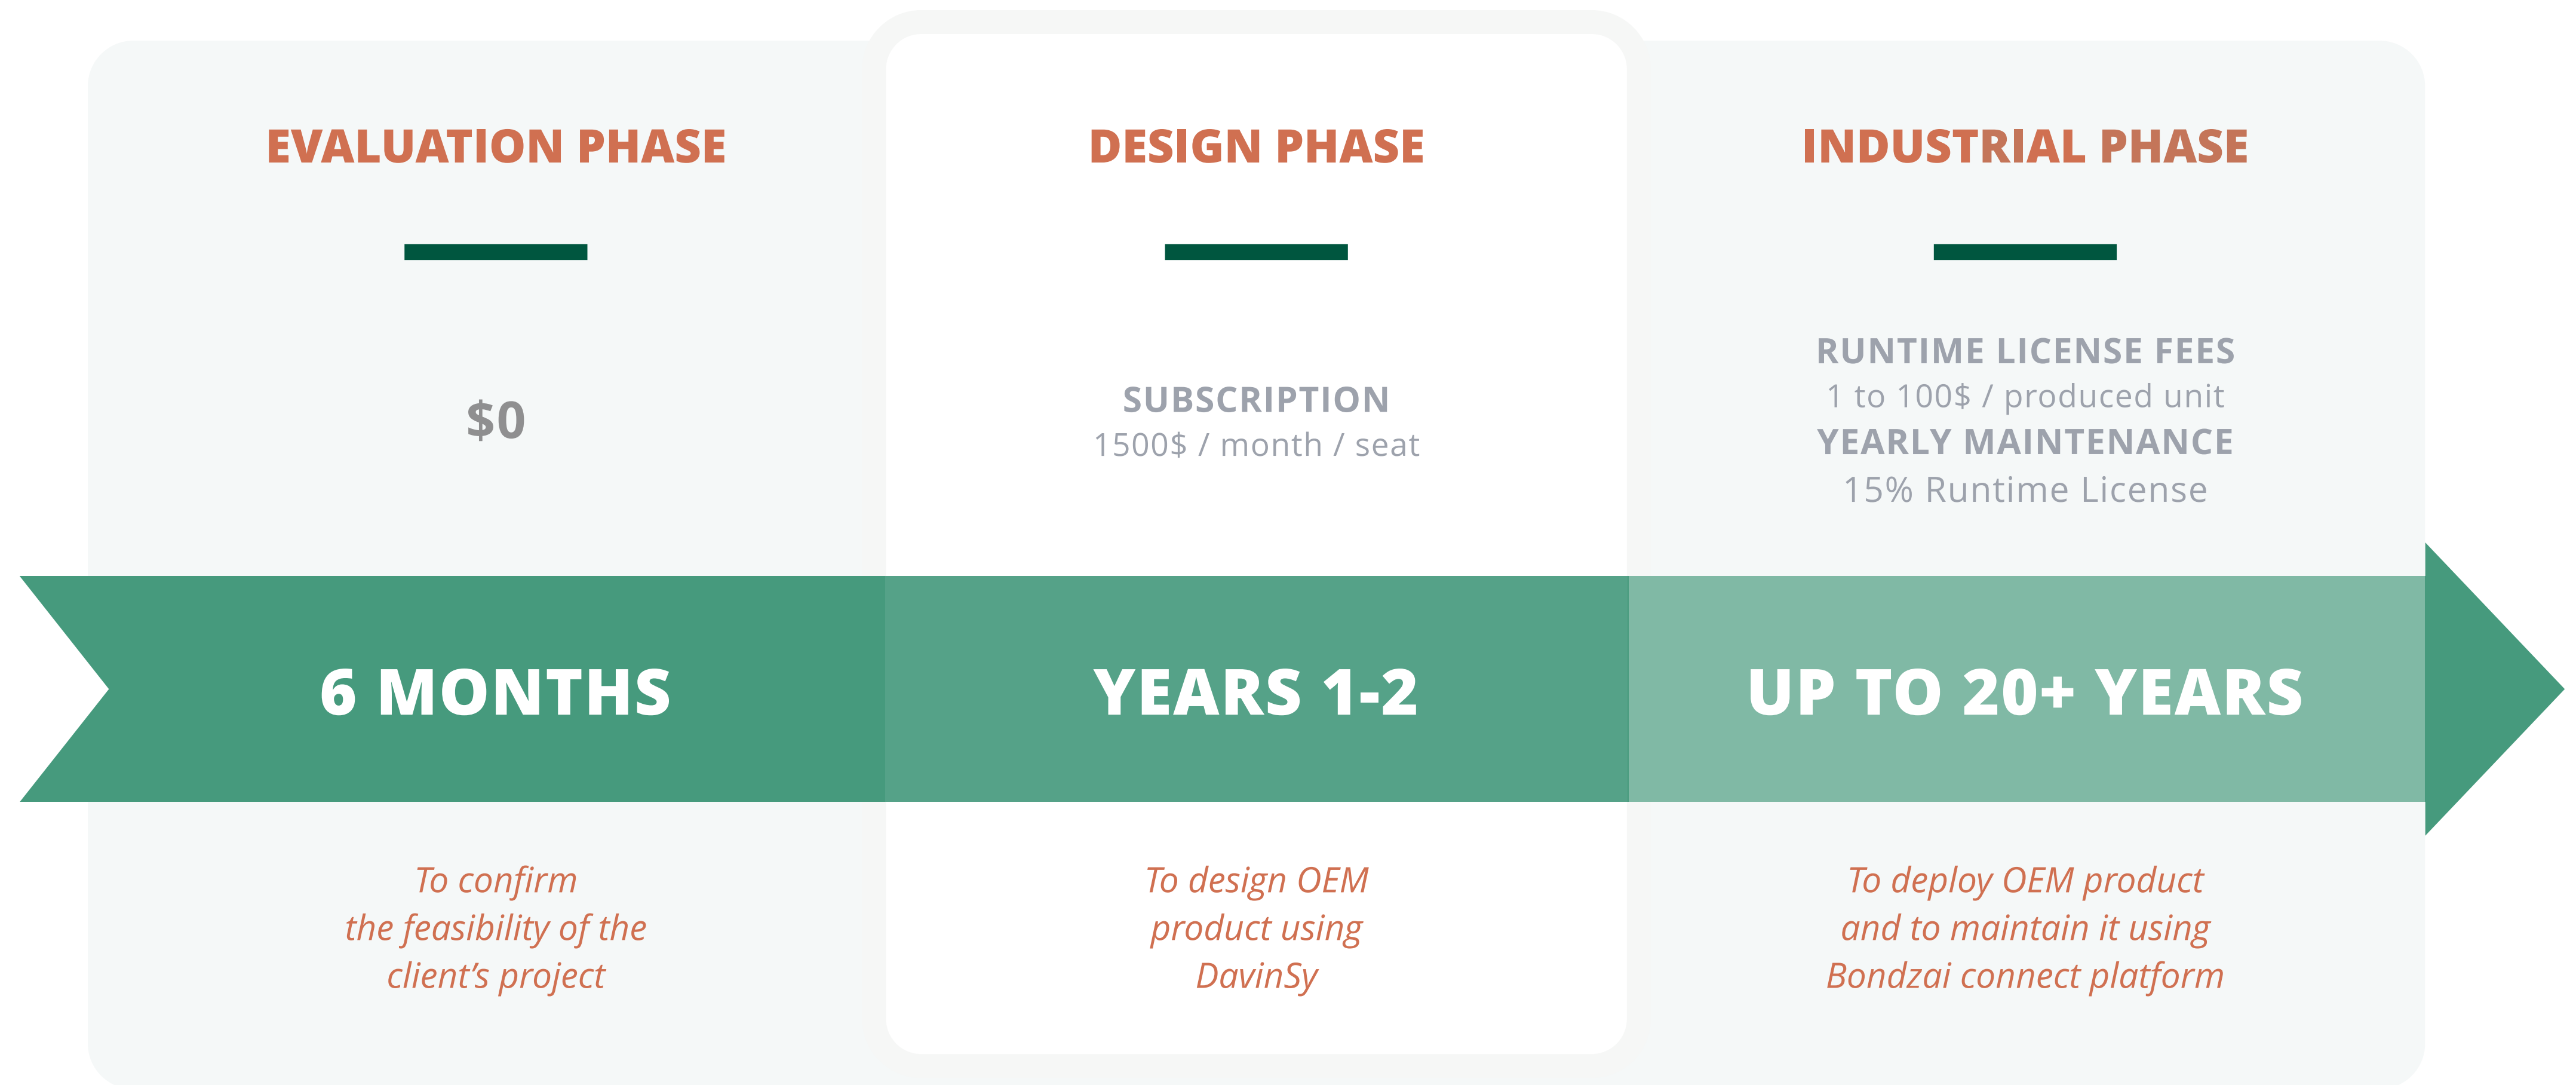 EVALUATION PHASE
$0
6 MONTHS
To confirm
the feasibility of the
client’s project
DESIGN PHASE
SUBSCRIPTION
1500$ / month / seat
YEARS 1-2
To design OEM
product using
DavinSy
INDUSTRIAL PHASE
RUNTIME LICENSE FEES
1 to 100$ / produced unit
YEARLY MAINTENANCE
15% Runtime License
UP TO 20+ YEARS
To deploy OEM product
and to maintain it using
Bondzai connect platform